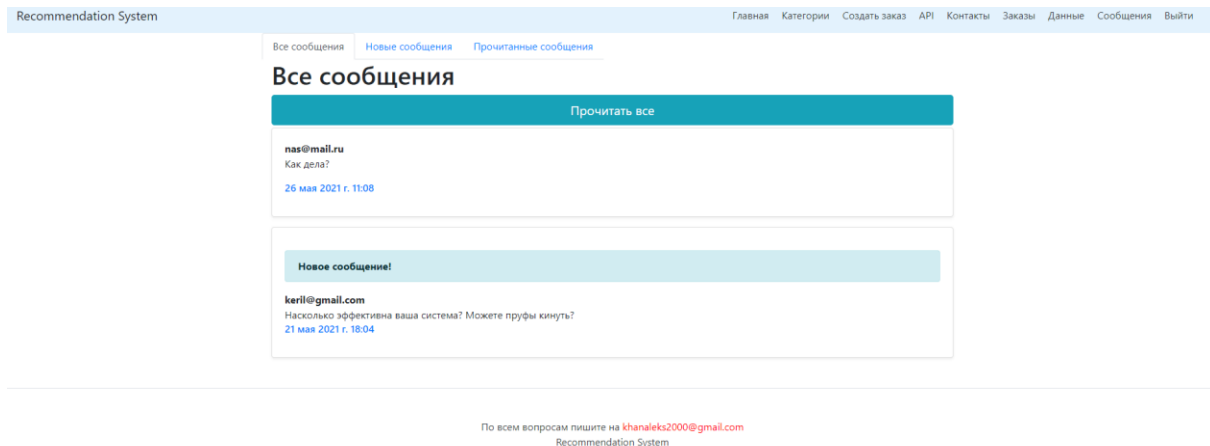 Recommendation System Главная Категории Создать заказ API Контакты Заказы Данные Сообщения Выйти
Все сообщения Новые сообщения Прочитанные сообщения
Все сообщения
Прочитать все
nas@mail.ru
Как дела?
26 мая 2021 г. 11:08
Новое сообщение!
keril@gmail.com
Насколько эффективна ваша система? Можете пруфы кинуть?
21 мая 2021 г. 18:04
По всем вопросам пишите на khanaleks2000@gmail.com
Recommendation System